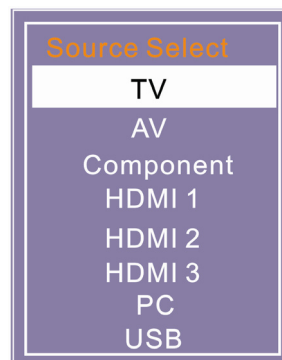 Source Select
TV
AV
Component
HDMI 1
HDMI 2
HDMI 3
PC
USB